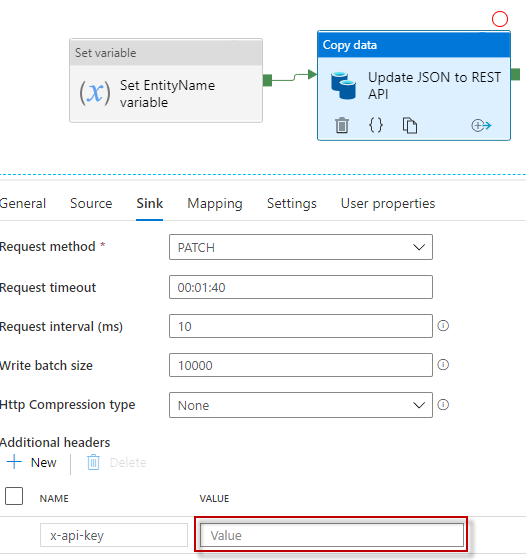 Set variable
(x) Set EntityName
variable
Copy data
Update JSON to REST
API
{}
General Source Sink Mapping Settings User properties
Request method * PATCH
Request timeout 00:01:40
Request interval (ms) 10
Write batch size 10000
Http Compression type None
Additional headers
+ New Delete
NAME VALUE
x-api-key Value